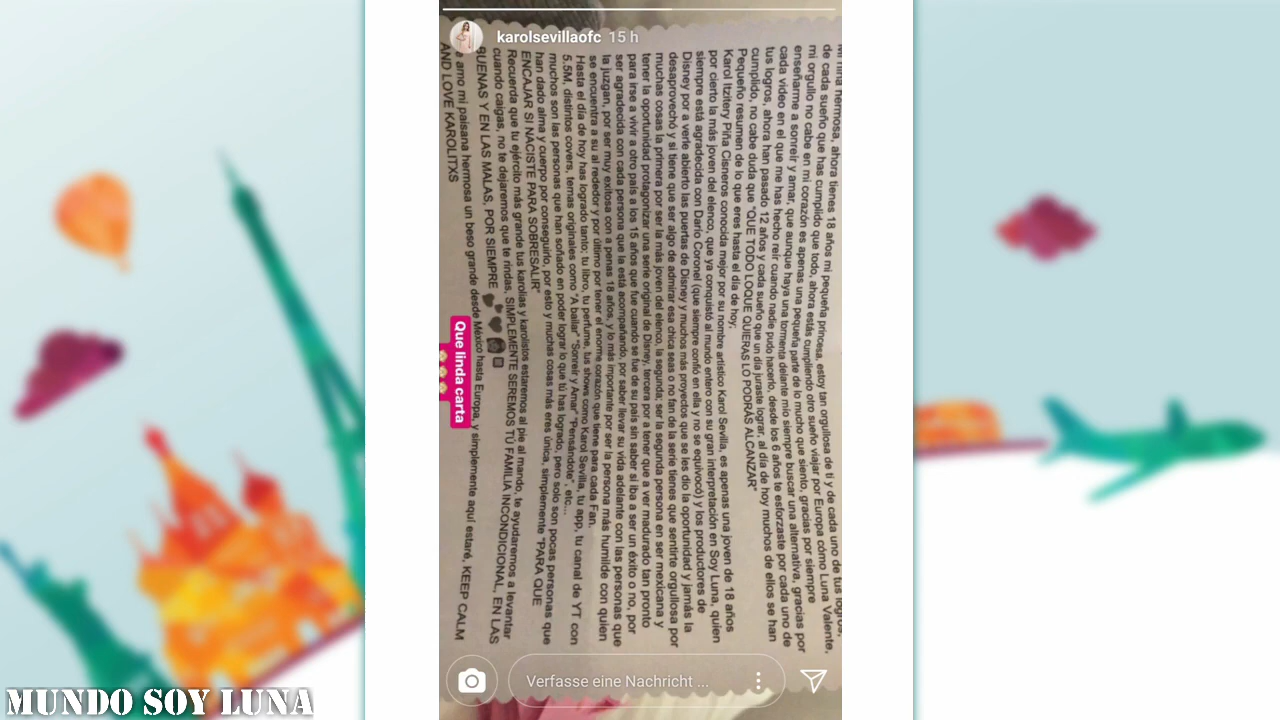 karolsevillaofc 15 h
Mi niña hermosa, ahora tienes 18 años mi pequeña princesa, estoy tan orgullosa de ti y de cada uno de tus logros,
de cada sueño que has cumplido que todo, ahora estás cumpliendo otro sueño viajar por Europa cómo Luna Valente,
mi orgullo no cabe en mi corazón es apenas una pequeña parte de lo mucho que siento, gracias por siempre
enseñarme a sonreír y amar, que aunque haya una tormenta delante mío siempre buscar una alternativa, gracias por
cada video en el que me has hecho reír cuando nadie pudo hacerlo, desde los 6 años te esforzaste por cada uno de
tus logros, ahora han pasado 12 años y cada sueño que un día juraste lograr, al día de hoy muchos de ellos se han
cumplido, no cabe duda que "QUE TODO LOQUE QUIERAS LO PODRÁS ALCANZAR"
Pequeño resumen de lo que eres hasta el día de hoy:
Karol Itzitery Piña Cisneros conocida mejor por su nombre artístico Karol Sevilla, es apenas una joven de 18 años
por cierto la más joven del elenco, que ya conquistó al mundo entero con su gran interpretación en Soy Luna, quien
siempre está agradecida con Darío Coronel (que siempre confió en ella y no se equivocó) y los productores de
Disney por a verle abierto las puertas de Disney y muchos más proyectos que se les dio la oportunidad y jamás la
desaprovechó y si tiene que ser algo de admirar esa chica seas o no fan de la serie tienes que sentirte orgullosa por
muchas cosas la primera por ser la más joven del elenco, la segunda; ser la segunda persona en ser mexicana y
tener la oportunidad protagonizar una serie original de Disney, tercera por a tener que a ver madurado tan pronto
para irse a vivir a otro país a los 15 años que fue cuando se fue de su país sin saber si iba a ser un éxito o no, por
ser agradecida con cada persona que la está acompañando, por saber llevar su vida adelante con las personas que
la juzgan, por ser muy exitosa con a penas 18 años, y lo más importante por ser la persona más humilde con quien
se encuentra a su al rededor y por último por tener el enorme corazón que tiene para cada Fan.
Hasta el día de hoy has logrado tanto, tu libro, tu perfume, tus shows como Karol Sevilla, tu app, tu canal de YT con
5.5M, distintos covers, temas originales como "A bailar" "Sonreír y Amar" "Pensándote", etc...
muchos son las personas que han soñado en poder lograr lo que tú has logrado, pero solo son pocas personas que
han dado alma y cuerpo por conseguirlo, por esto y muchas cosas más eres única, simplemente "PARA QUE
ENCAJAR SI NACISTE PARA SOBRESALIR"
Recuerda que tu ejército más grande tus karolías y karolistos estaremos al pie al mando, te ayudaremos a levantar
cuando caigas, no te dejaremos que te rindas, SIMPLEMENTE SEREMOS TÚ FAMILIA INCONDICIONAL, EN LAS
BUENAS Y EN LAS MALAS, POR SIEMPRE
amo mi paisana hermosa un beso grande desde México hasta Europa, y simplemente aquí estaré, KEEP CALM
AND LOVE KAROLITXS
Que linda carta
Verfasse eine Nachricht ...
MUNDO SOY LUNA